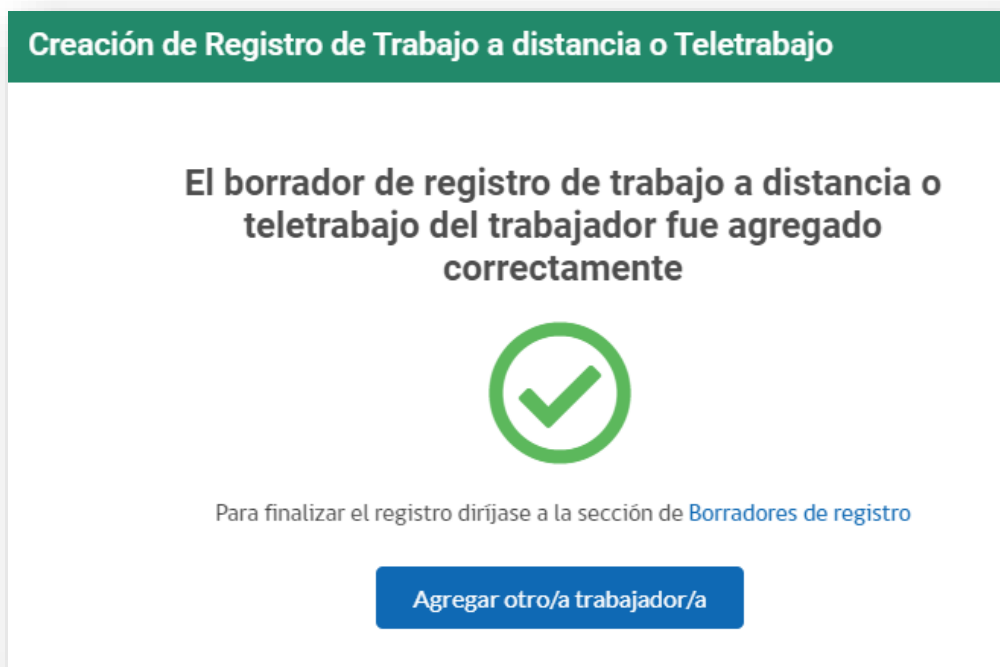 Creación de Registro de Trabajo a distancia o Teletrabajo
El borrador de registro de trabajo a distancia o
teletrabajo del trabajador fue agregado
correctamente
Para finalizar el registro diríjase a la sección de Borradores de registro
Agregar otro/a trabajador/a